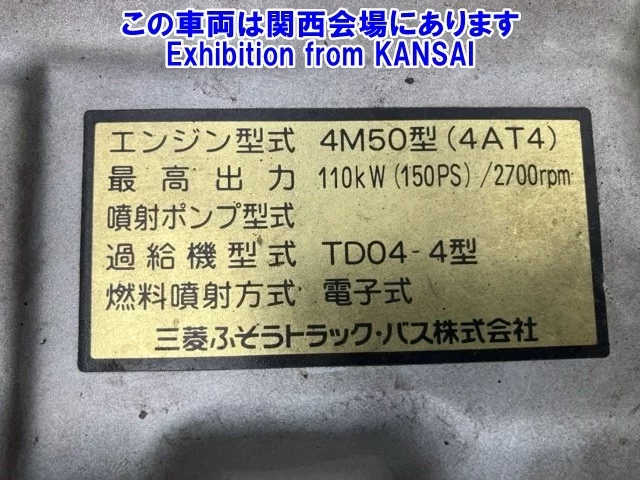 この車両は関西会場にあります
Exhibition from KANSAI
エンジン型式 4M50型(4AT4)
最高出力 110kW(150PS)/2700rpm
噴射ポンプ型式
過給機型式 TD04-4型
燃料噴射方式 電子式
三菱ふそうトラック・バス株式会社